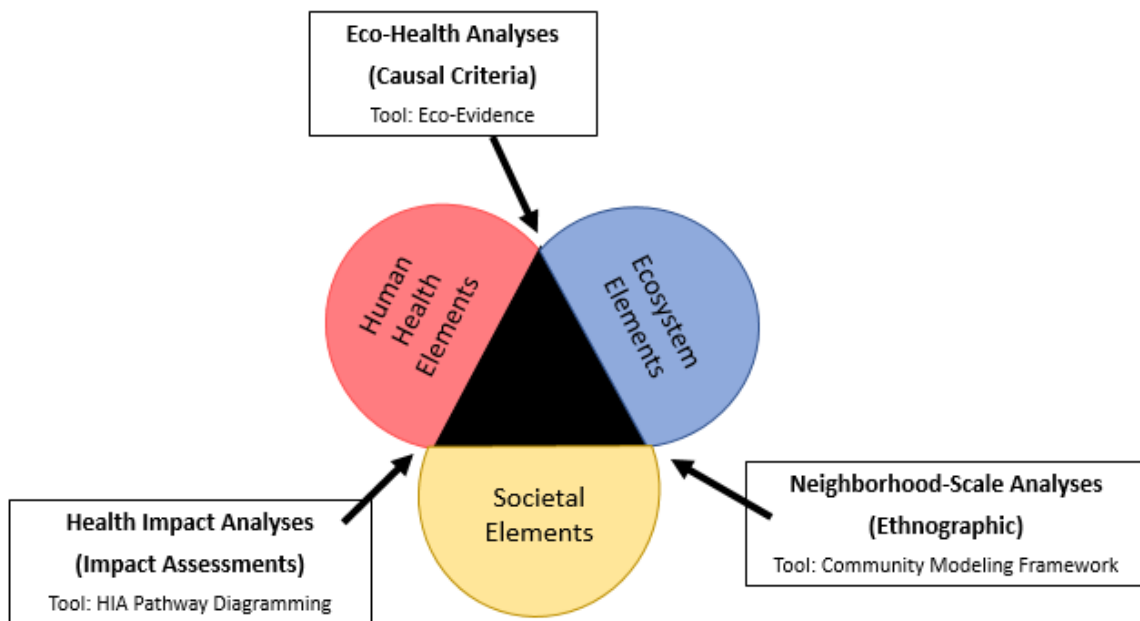 Eco-Health Analyses
(Causal Criteria)
Tool: Eco-Evidence
Human
Health
Elements
Ecosystem
Elements
Societal
Elements
Neighborhood-Scale Analyses
(Ethnographic)
Tool: Community Modeling Framework
Health Impact Analyses
(Impact Assessments)
Tool: HIA Pathway Diagramming